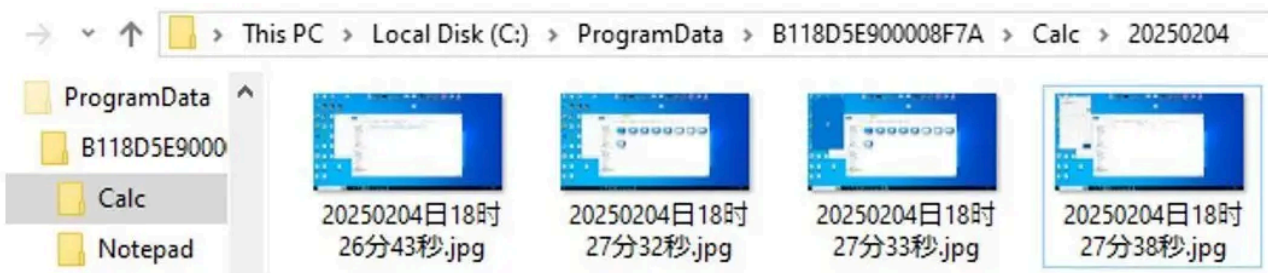 This PC > Local Disk (C:) > ProgramData > B118D5E900008F7A > Calc > 20250204
ProgramData
B118D5E9000
Calc
Notepad
20250204日18时
26分43秒.jpg
20250204日18时
27分32秒.jpg
20250204日18时
27分33秒.jpg
20250204日18时
27分38秒.jpg